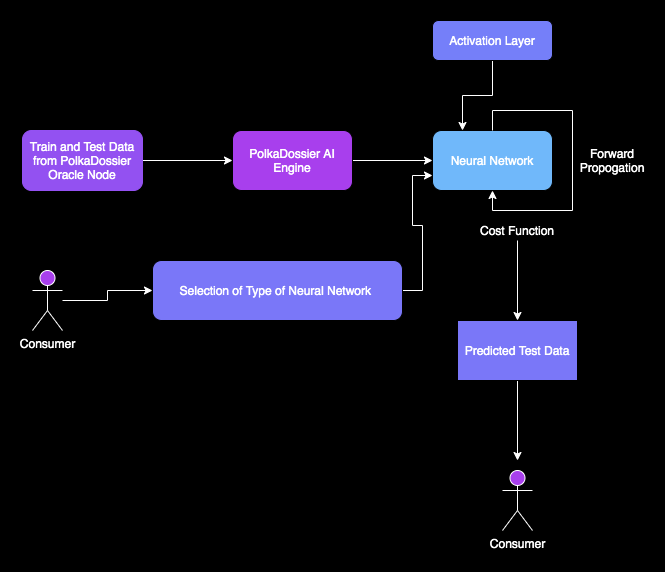 Activation Layer
Train and Test Data
from PolkaDossier
Oracle Node
PolkaDossier AI
Engine
Neural Network
Forward
Propogation
Cost Function
Selection of Type of Neural Network
Consumer
Predicted Test Data
Consumer